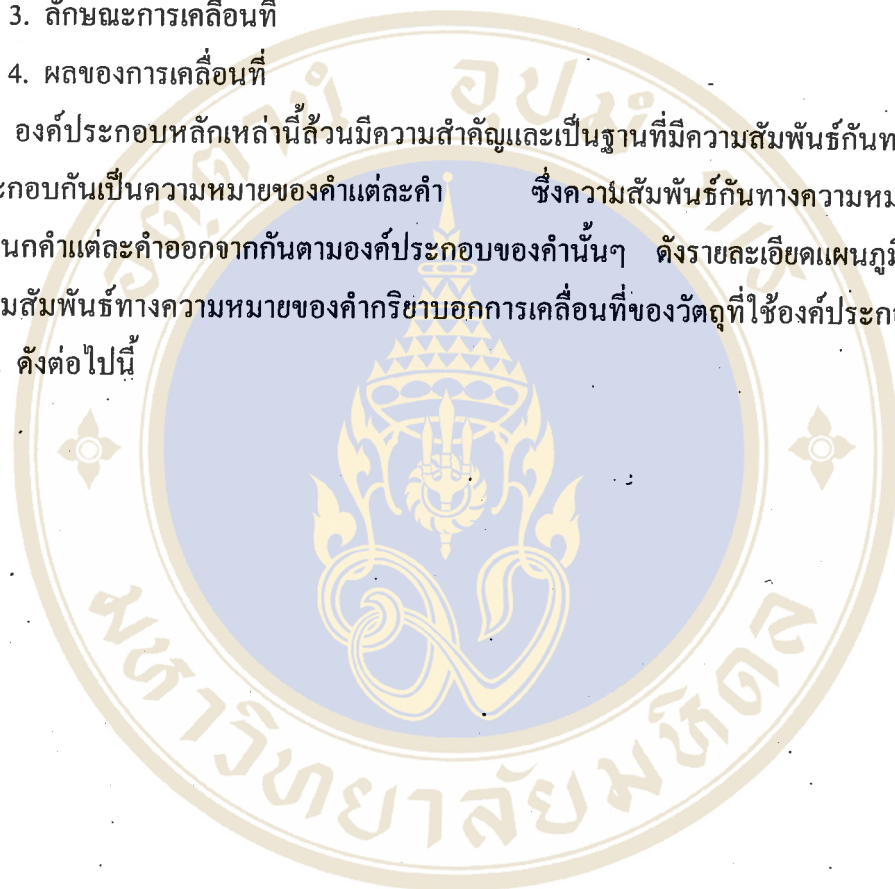 3. ลักษณะการเคลื่อนที่
4. ผลของการเคลื่อนที่
องค์ประกอบหลักเหล่านี้ล้วนมีความสำคัญและเป็นฐานที่มีความสัมพันธ์กันท
ะกอบกันเป็นความหมายของคำแต่ละคำ ซึ่งความสัมพันธ์กันทางความหม
นกคำแต่ละคำออกจากกันตามองค์ประกอบของคำนั้นๆ ดังรายละเอียดแผนภูมิ
มสัมพันธ์ทางความหมายของคำกริยาบอกการเคลื่อนที่ของวัตถุที่ใช้องค์ประก
ดังต่อไปนี้
อตฺตานํ อุปมํ กเร
มหาวิทยาลัยมหิดล